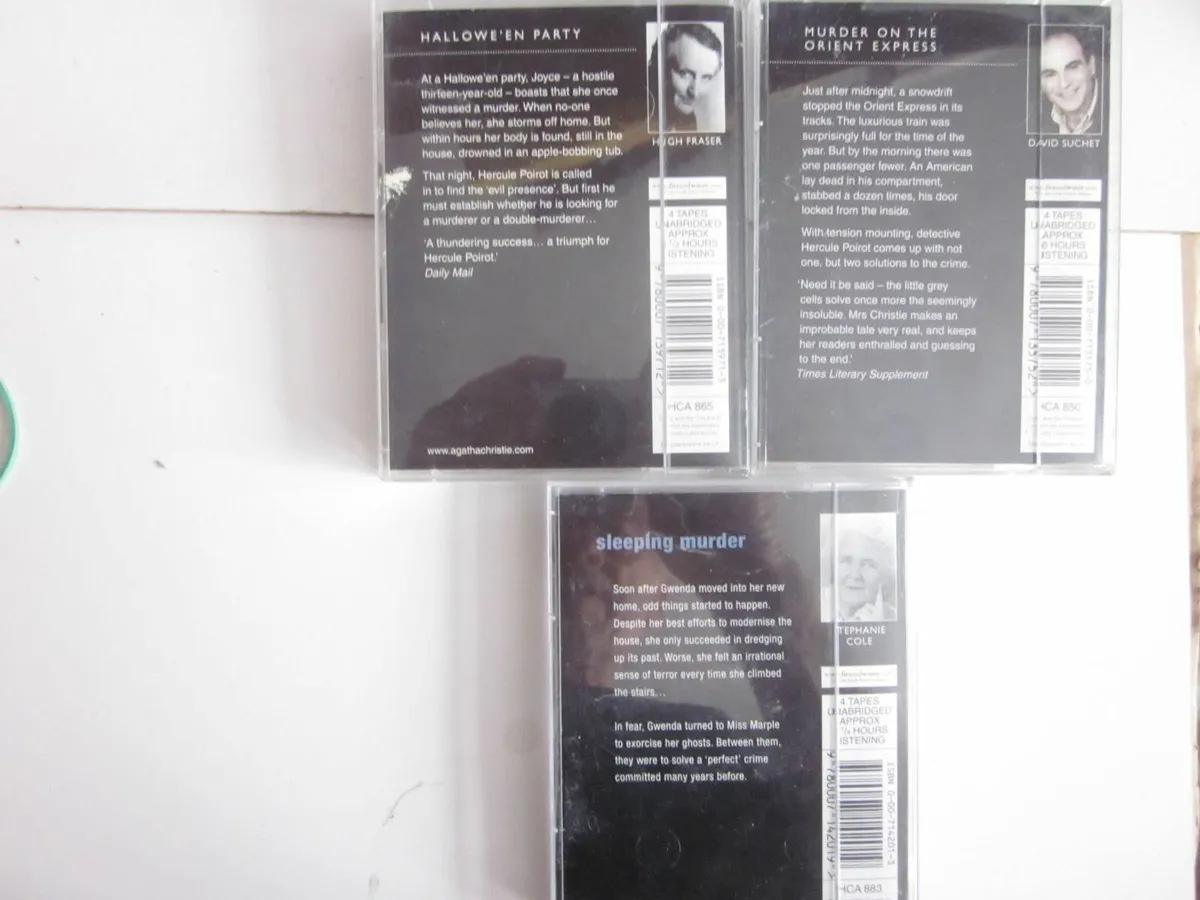 HALLOWE'EN PARTY
At a Hallowe'en party, Joyce – a hostile
thirteen-year-old – boasts that she once
witnessed a murder. When no-one
believes her, she storms off home. But
within hours her body is found, still in the
house, drowned in an apple-bobbing tub.
That night, Hercule Poirot is called
in to find the 'evil presence'. But first he
must establish whether he is looking for
a murderer or a double-murderer...
'A thundering success... a triumph for
Hercule Poirot.'
Daily Mail
www.agathachristie.com
HUGH FRASER
4 TAPES
UNABRIDGED
APPROX
HOURS
LISTENING
ISBN 0-00-713971-3
HCA 865
MURDER ON THE
ORIENT EXPRESS
Just after midnight, a snowdrift
stopped the Orient Express in its
tracks. The luxurious train was
surprisingly full for the time of the
year. But by the morning there was
one passenger fewer. An American
lay dead in his compartment,
stabbed a dozen times, his door
locked from the inside.
With tension mounting, detective
Hercule Poirot comes up with not
one, but two solutions to the crime.
'Need it be said – the little grey
cells solve once more the seemingly
insoluble. Mrs Christie makes an
improbable tale very real, and keeps
her readers enthralled and guessing
to the end.'
Times Literary Supplement
DAVID SUCHET
4 TAPES
UNABRIDGED
APPROX
6 HOURS
LISTENING
HCA 850
sleeping murder
Soon after Gwenda moved into her new
home, odd things started to happen.
Despite her best efforts to modernise the
house, she only succeeded in dredging
up its past. Worse, she felt an irrational
sense of terror every time she climbed
the stairs...
In fear, Gwenda turned to Miss Marple
to exorcise her ghosts. Between them,
they were to solve a 'perfect' crime
committed many years before.
STEPHANIE
COLE
4 TAPES
UNABRIDGED
APPROX
HOURS
LISTENING
ISBN 0-00-714201-3
HCA 883